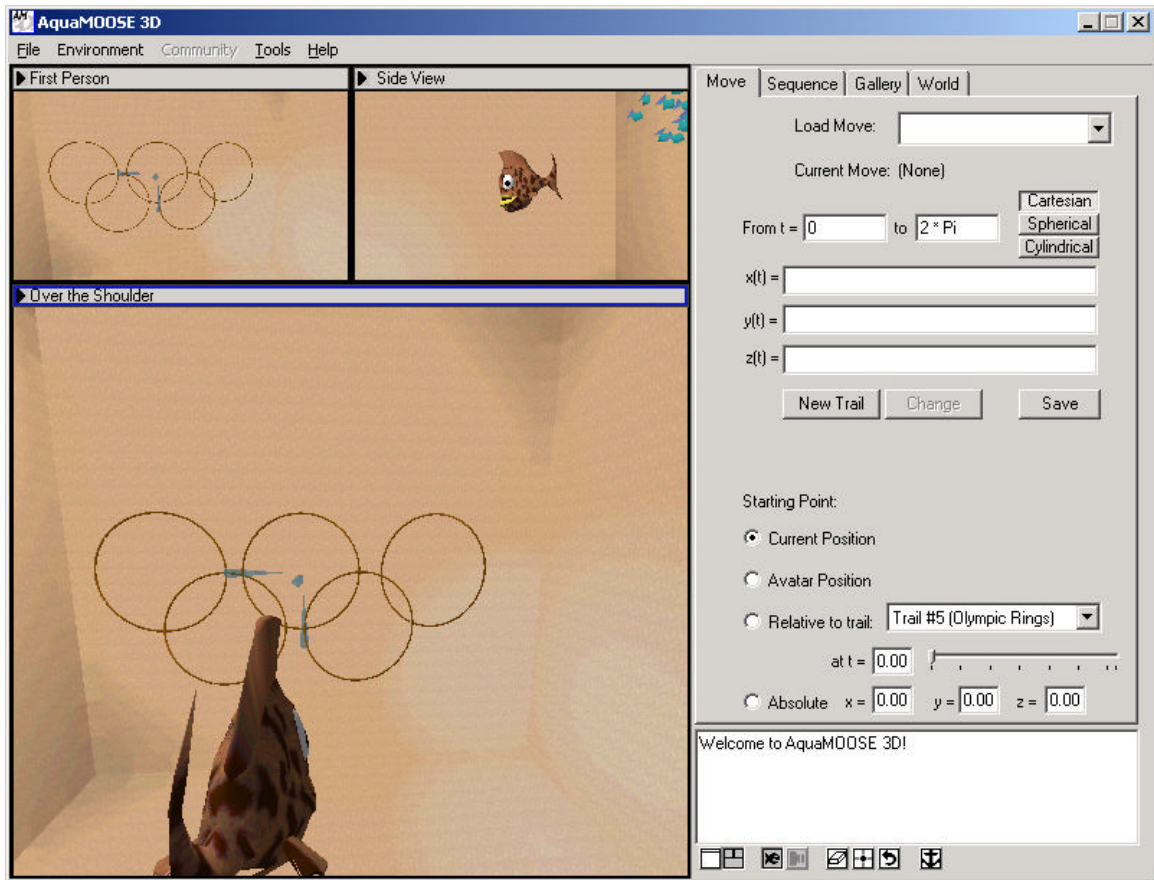 AquaMOOSE 3D
File Environment Community Tools Help
First Person
Side View
Over the Shoulder
Move Sequence Gallery World
Load Move:
Current Move: (None)
From t = 0 to 2 * Pi
Cartesian
Spherical
Cylindrical
x(t) =
y(t) =
z(t) =
New Trail Change Save
Starting Point:
Current Position
Avatar Position
Relative to trail: Trail #5 (Olympic Rings)
at t = 0.00
Absolute x = 0.00 y = 0.00 z = 0.00
Welcome to AquaMOOSE 3D!